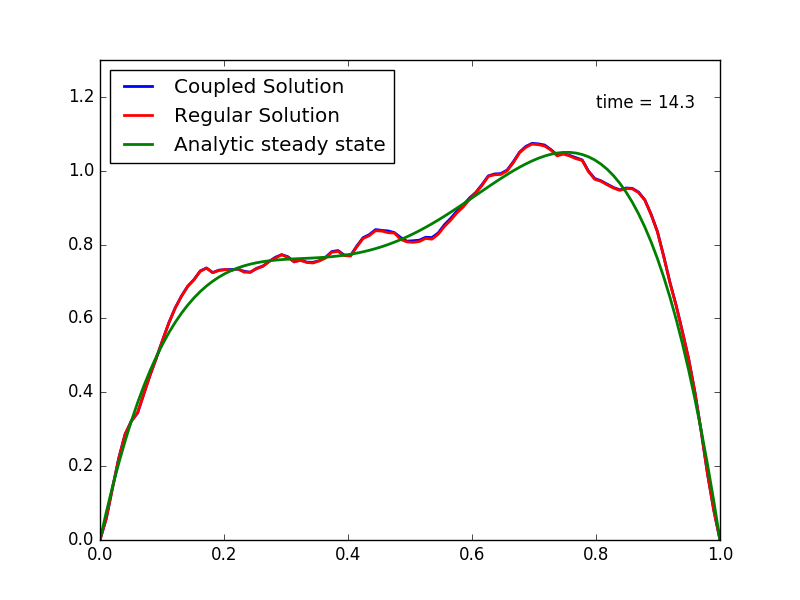 1.2
1.0
0.8
0.6
0.4
0.2
0.0
Coupled Solution
Regular Solution
Analytic steady state
time = 14.3
0.0 0.2 0.4 0.6 0.8 1.0